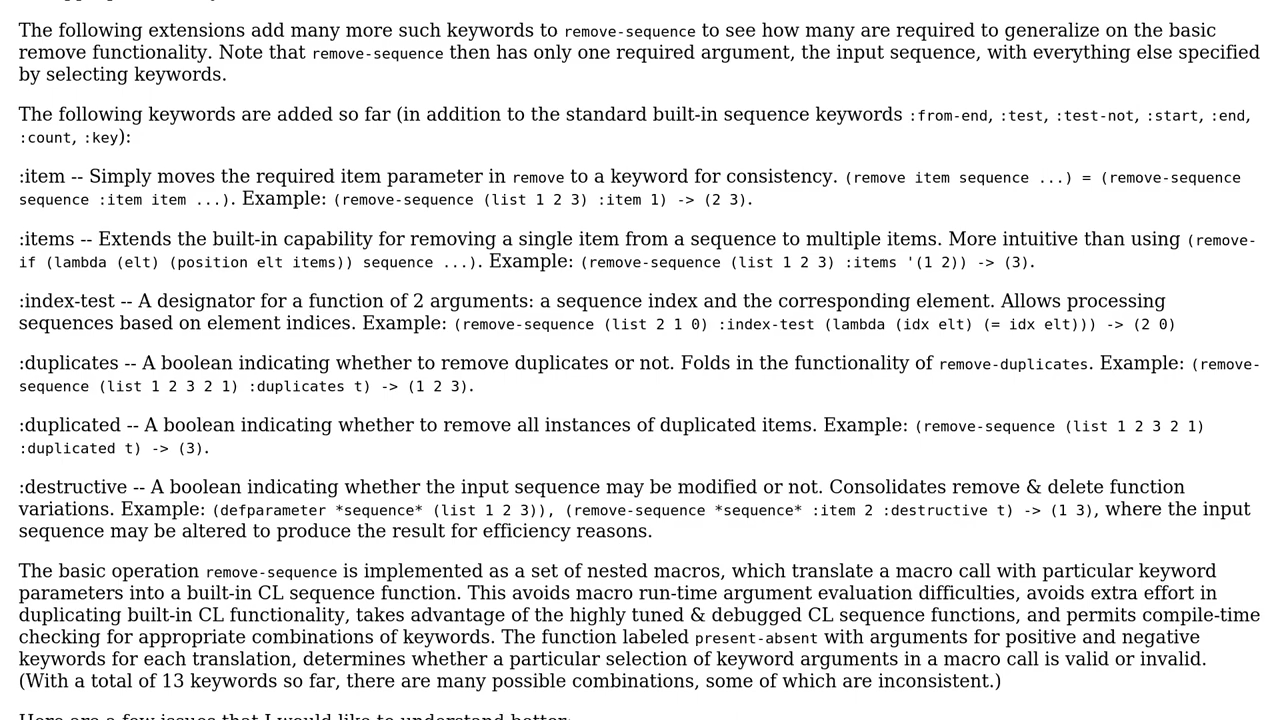 The following extensions add many more such keywords to remove-sequence to see how many are required to generalize on the basic
remove functionality. Note that remove-sequence then has only one required argument, the input sequence, with everything else specified
by selecting keywords.
The following keywords are added so far (in addition to the standard built-in sequence keywords :from-end, :test, :test-not, :start, :end,
:count, :key):
:item -- Simply moves the required item parameter in remove to a keyword for consistency. (remove item sequence ...) = (remove-sequence
sequence :item item ...). Example: (remove-sequence (list 1 2 3) :item 1) -> (2 3).
:items -- Extends the built-in capability for removing a single item from a sequence to multiple items. More intuitive than using (remove-
if (lambda (elt) (position elt items)) sequence ...). Example: (remove-sequence (list 1 2 3) :items '(1 2)) -> (3).
:index-test -- A designator for a function of 2 arguments: a sequence index and the corresponding element. Allows processing
sequences based on element indices. Example: (remove-sequence (list 2 1 0) :index-test (lambda (idx elt) (= idx elt))) -> (2 0)
:duplicates -- A boolean indicating whether to remove duplicates or not. Folds in the functionality of remove-duplicates. Example: (remove-
sequence (list 1 2 3 2 1) :duplicates t) -> (1 2 3).
:duplicated -- A boolean indicating whether to remove all instances of duplicated items. Example: (remove-sequence (list 1 2 3 2 1)
:duplicated t) -> (3).
:destructive -- A boolean indicating whether the input sequence may be modified or not. Consolidates remove & delete function
variations. Example: (defparameter *sequence* (list 1 2 3)), (remove-sequence *sequence* :item 2 :destructive t) -> (1 3), where the input
sequence may be altered to produce the result for efficiency reasons.
The basic operation remove-sequence is implemented as a set of nested macros, which translate a macro call with particular keyword
parameters into a built-in CL sequence function. This avoids macro run-time argument evaluation difficulties, avoids extra effort in
duplicating built-in CL functionality, takes advantage of the highly tuned & debugged CL sequence functions, and permits compile-time
checking for appropriate combinations of keywords. The function labeled present-absent with arguments for positive and negative
keywords for each translation, determines whether a particular selection of keyword arguments in a macro call is valid or invalid.
(With a total of 13 keywords so far, there are many possible combinations, some of which are inconsistent.)
Here are a few issues that I would like to understand better: